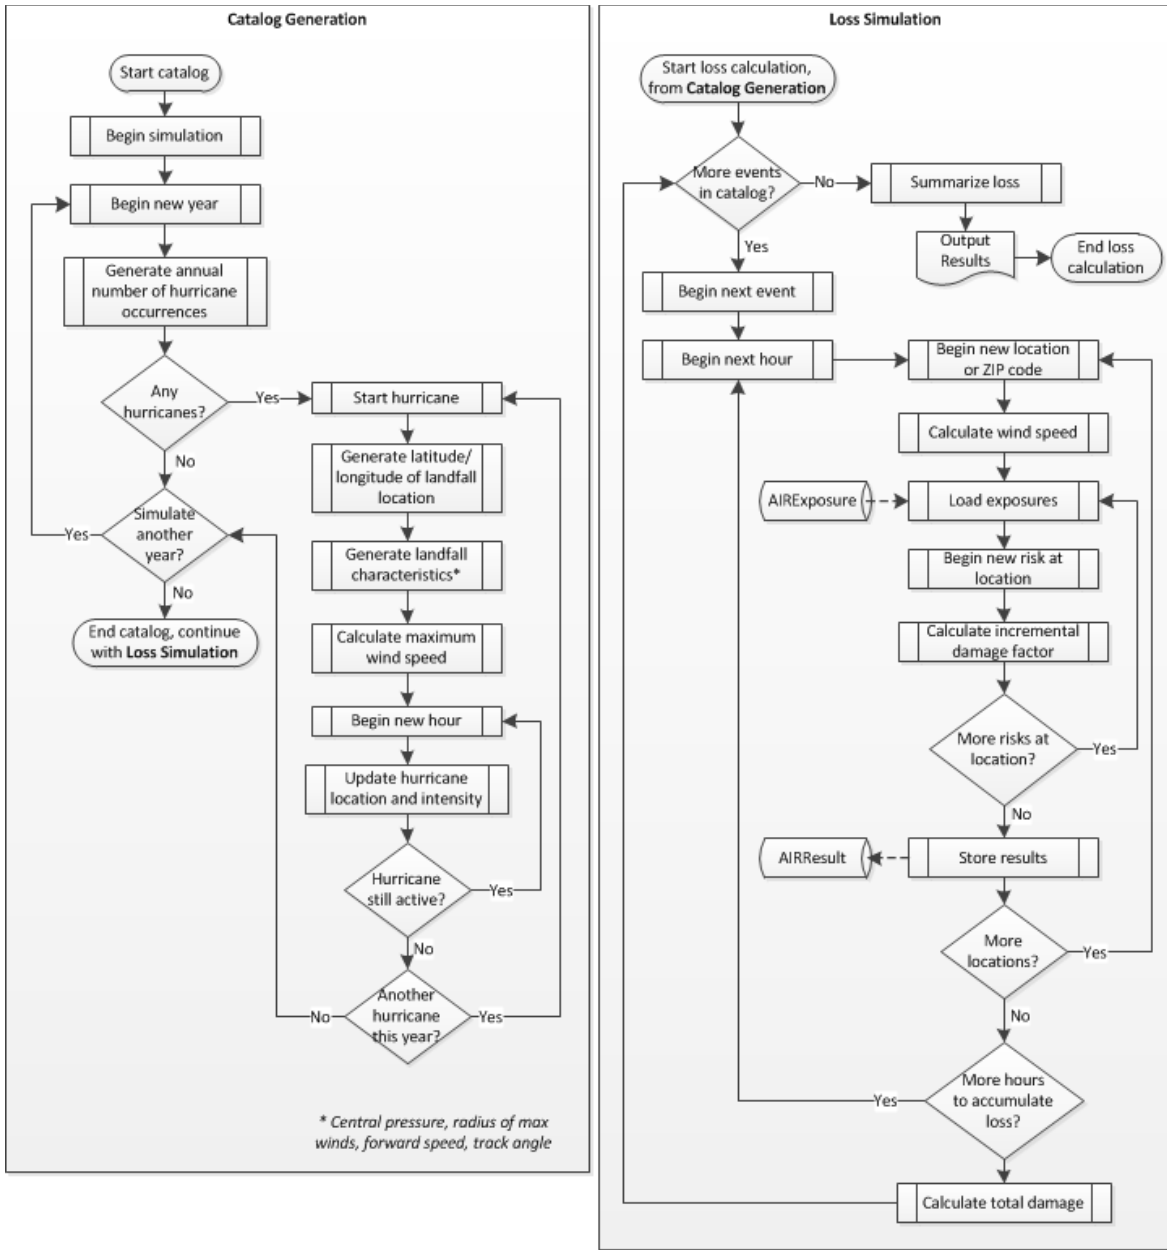 Catalog Generation
Start catalog
Begin simulation
Begin new year
Generate annual
number of hurricane
occurrences
Any
hurricanes?
Yes
No
Simulate
another
year?
Yes
No
End catalog, continue
with Loss Simulation
Start hurricane
Generate latitude/
longitude of landfall
location
Generate landfall
characteristics*
Calculate maximum
wind speed
Begin new hour
Update hurricane
location and intensity
Hurricane
still active?
Yes
No
Another
hurricane
this year?
No
Yes
* Central pressure, radius of max
winds, forward speed, track angle
Loss Simulation
Start loss calculation,
from Catalog Generation
More events
in catalog?
No
Summarize loss
Output
Results
End loss
calculation
Yes
Begin next event
Begin next hour
Begin new location
or ZIP code
Calculate wind speed
AIRExposure
Load exposures
Begin new risk at
location
Calculate incremental
damage factor
More risks at
location?
Yes
No
AIRResult
Store results
More
locations?
Yes
No
More hours
to accumulate
loss?
Yes
Calculate total damage